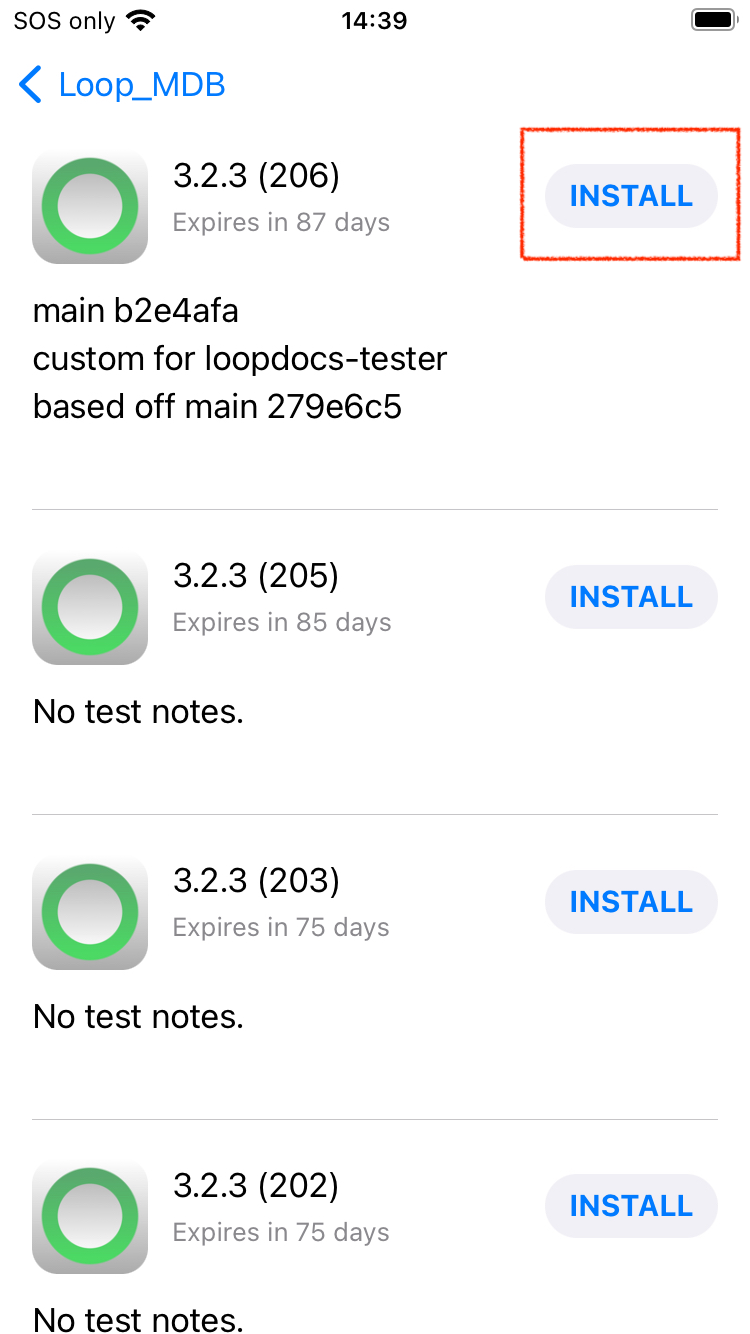 SOS only 14:39
Loop_MDB
3.2.3 (206)
Expires in 87 days
INSTALL
main b2e4afa
custom for loopdocs-tester
based off main 279e6c5
3.2.3 (205)
Expires in 85 days
INSTALL
No test notes.
3.2.3 (203)
Expires in 75 days
INSTALL
No test notes.
3.2.3 (202)
Expires in 75 days
INSTALL
No test notes.